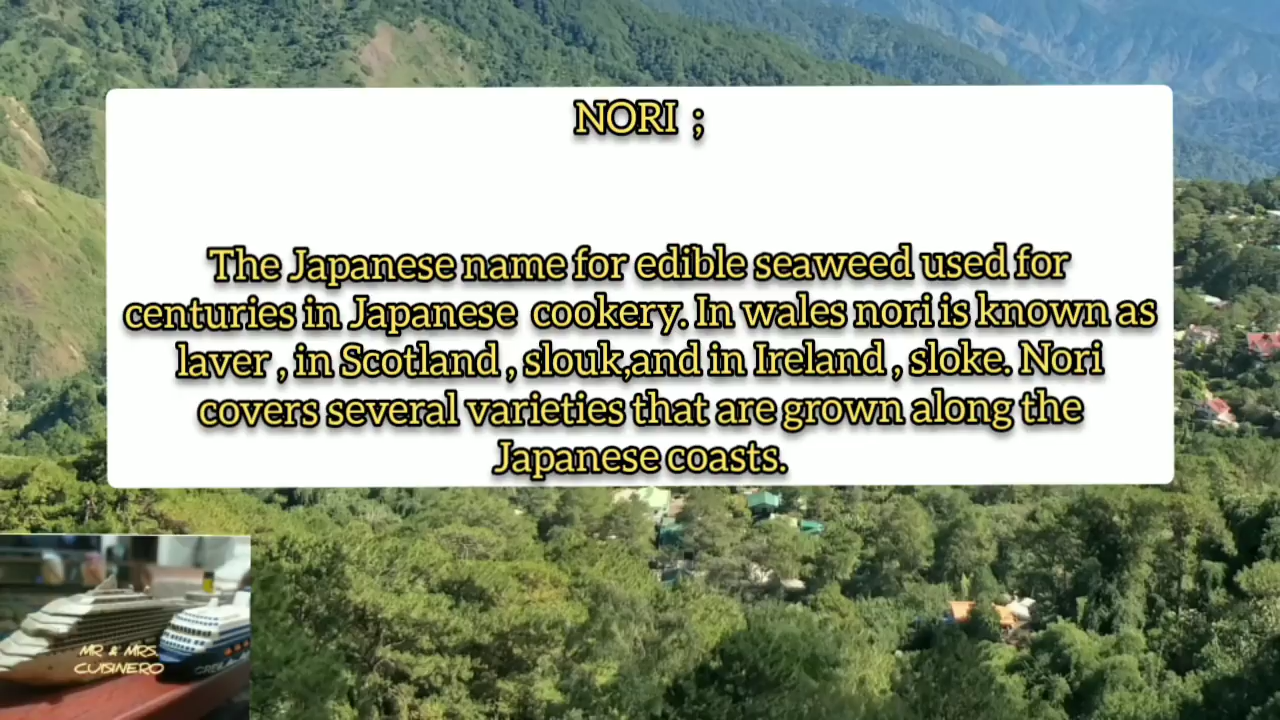 NORI ;
The Japanese name for edible seaweed used for
centuries in Japanese cookery. In wales nori is known as
laver , in Scotland , slouk,and in Ireland , sloke. Nori
covers several varieties that are grown along the
Japanese coasts.
MR & MRS.
CUISINERO